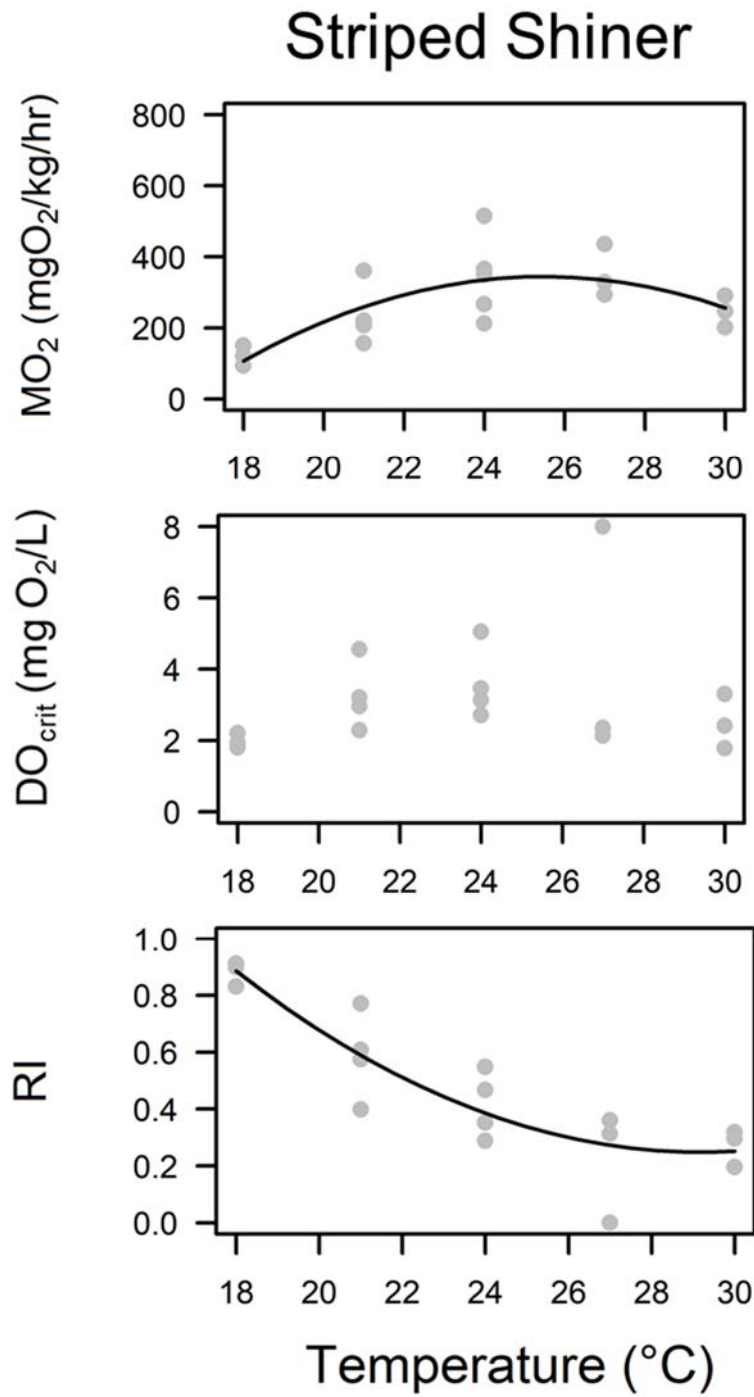 Striped Shiner
MO₂ (mgO₂/kg/hr)
800
600
400
200
0
18 20 22 24 26 28 30
DO_crit (mg O₂/L)
8
6
4
2
0
18 20 22 24 26 28 30
RI
1.0
0.8
0.6
0.4
0.2
0.0
18 20 22 24 26 28 30
Temperature (°C)